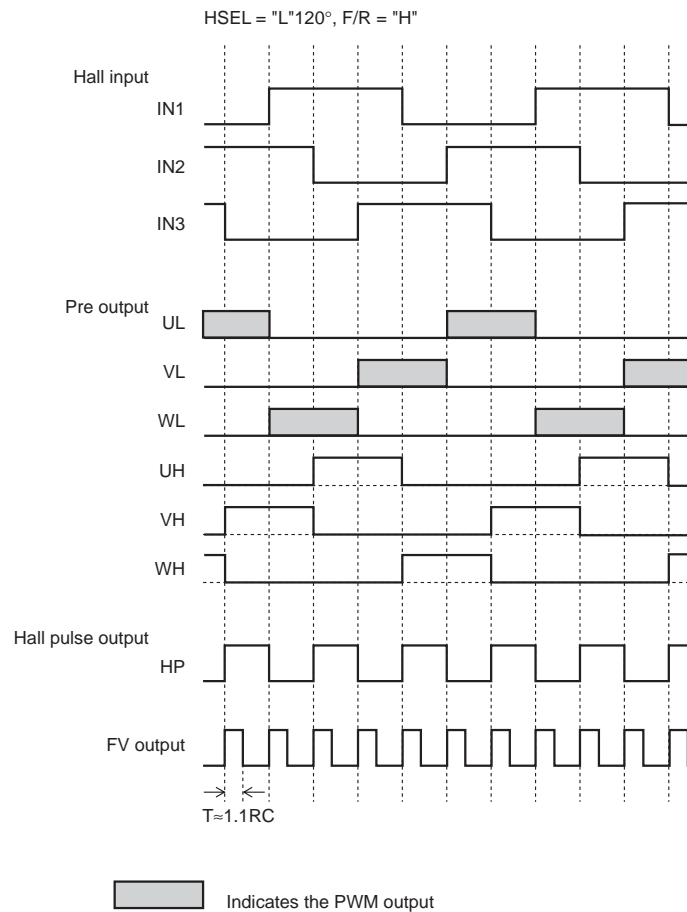 HSEL = "L"120°, F/R = "H"
Hall input
IN1
IN2
IN3
Pre output
UL
VL
WL
UH
VH
WH
Hall pulse output
HP
FV output
T≈1.1RC
Indicates the PWM output